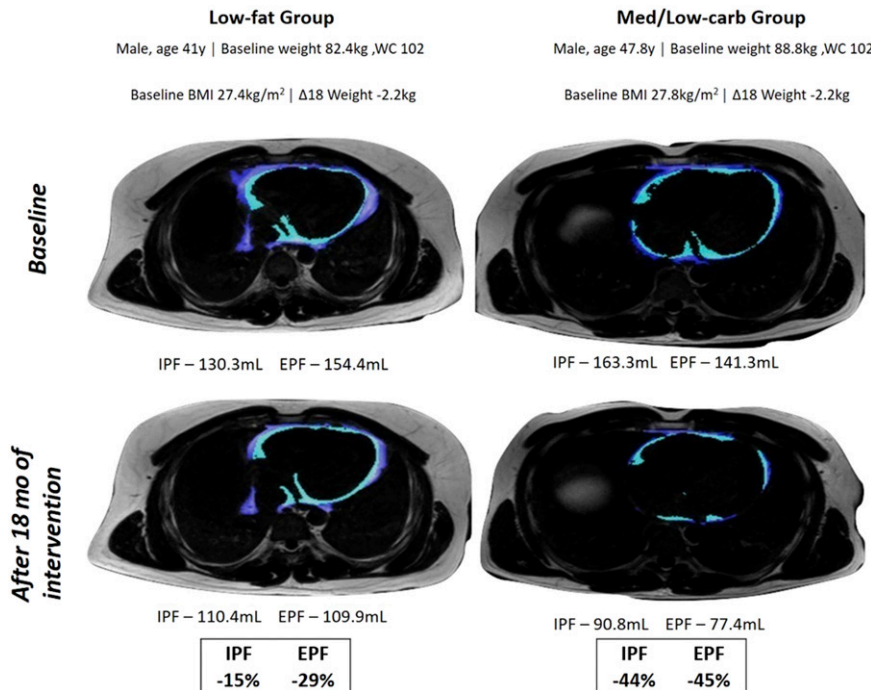 Low-fat Group
Male, age 41y | Baseline weight 82.4kg ,WC 102
Baseline BMI 27.4kg/m² | Δ18 Weight -2.2kg
Med/Low-carb Group
Male, age 47.8y | Baseline weight 88.8kg ,WC 102
Baseline BMI 27.8kg/m² | Δ18 Weight -2.2kg
Baseline
IPF – 130.3mL EPF – 154.4mL
IPF – 163.3mL EPF – 141.3mL
After 18 mo of
intervention
IPF – 110.4mL EPF – 109.9mL
IPF – 90.8mL EPF – 77.4mL
IPF EPF
-15% -29%
IPF EPF
-44% -45%